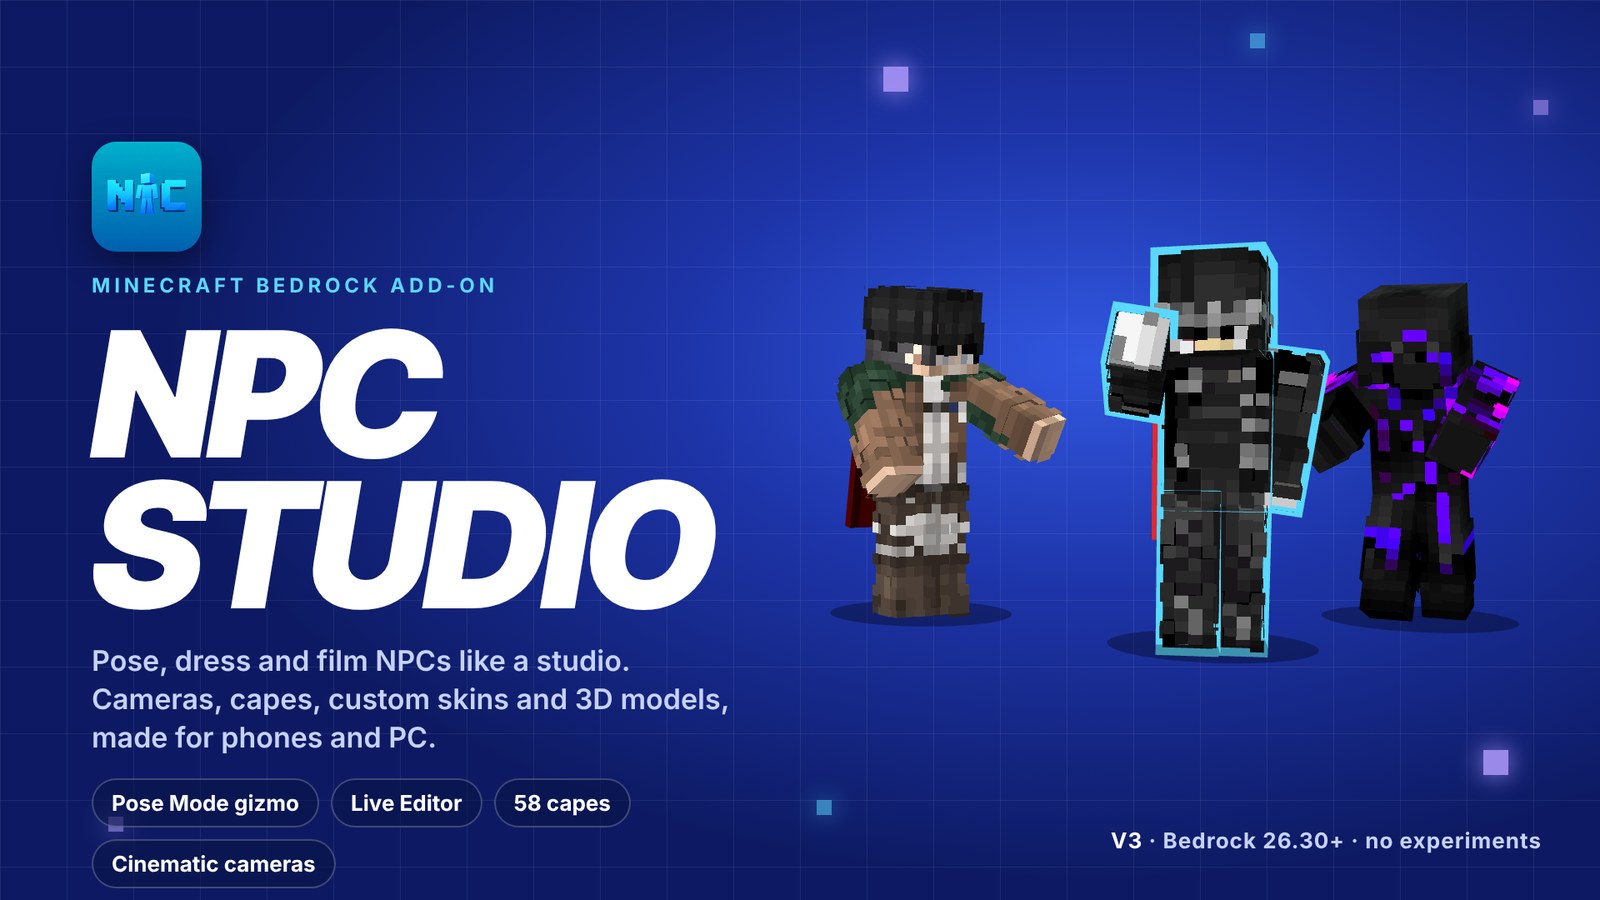 NPC
MINECRAFT BEDROCK ADD-ON
NPC
STUDIO
Pose, dress and film NPCs like a studio.
Cameras, capes, custom skins and 3D models,
made for phones and PC.
Pose Mode gizmo
Live Editor
58 capes
Cinematic cameras
V3 · Bedrock 26.30+ · no experiments